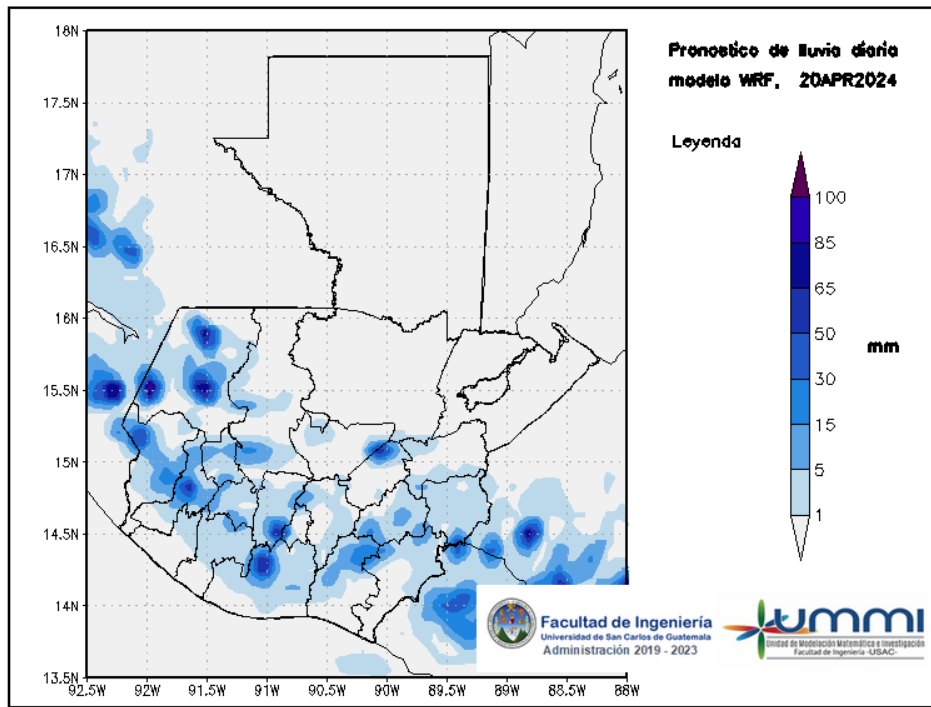 Pronostico de lluvia diaria
modelo WRF, 20APR2024
Leyenda
100
85
65
50
30
15
5
1
mm
18N
17.5N
17N
16.5N
16N
15.5N
15N
14.5N
14N
13.5N
92.5W 92W 91.5W 91W 90.5W 90W 89.5W 89W 88.5W 88W
Facultad de Ingeniería
Universidad de San Carlos de Guatemala
Administración 2019 - 2023
ummi
Unidad de Modelación Matemática e Investigación
Facultad de Ingeniería -USAC-